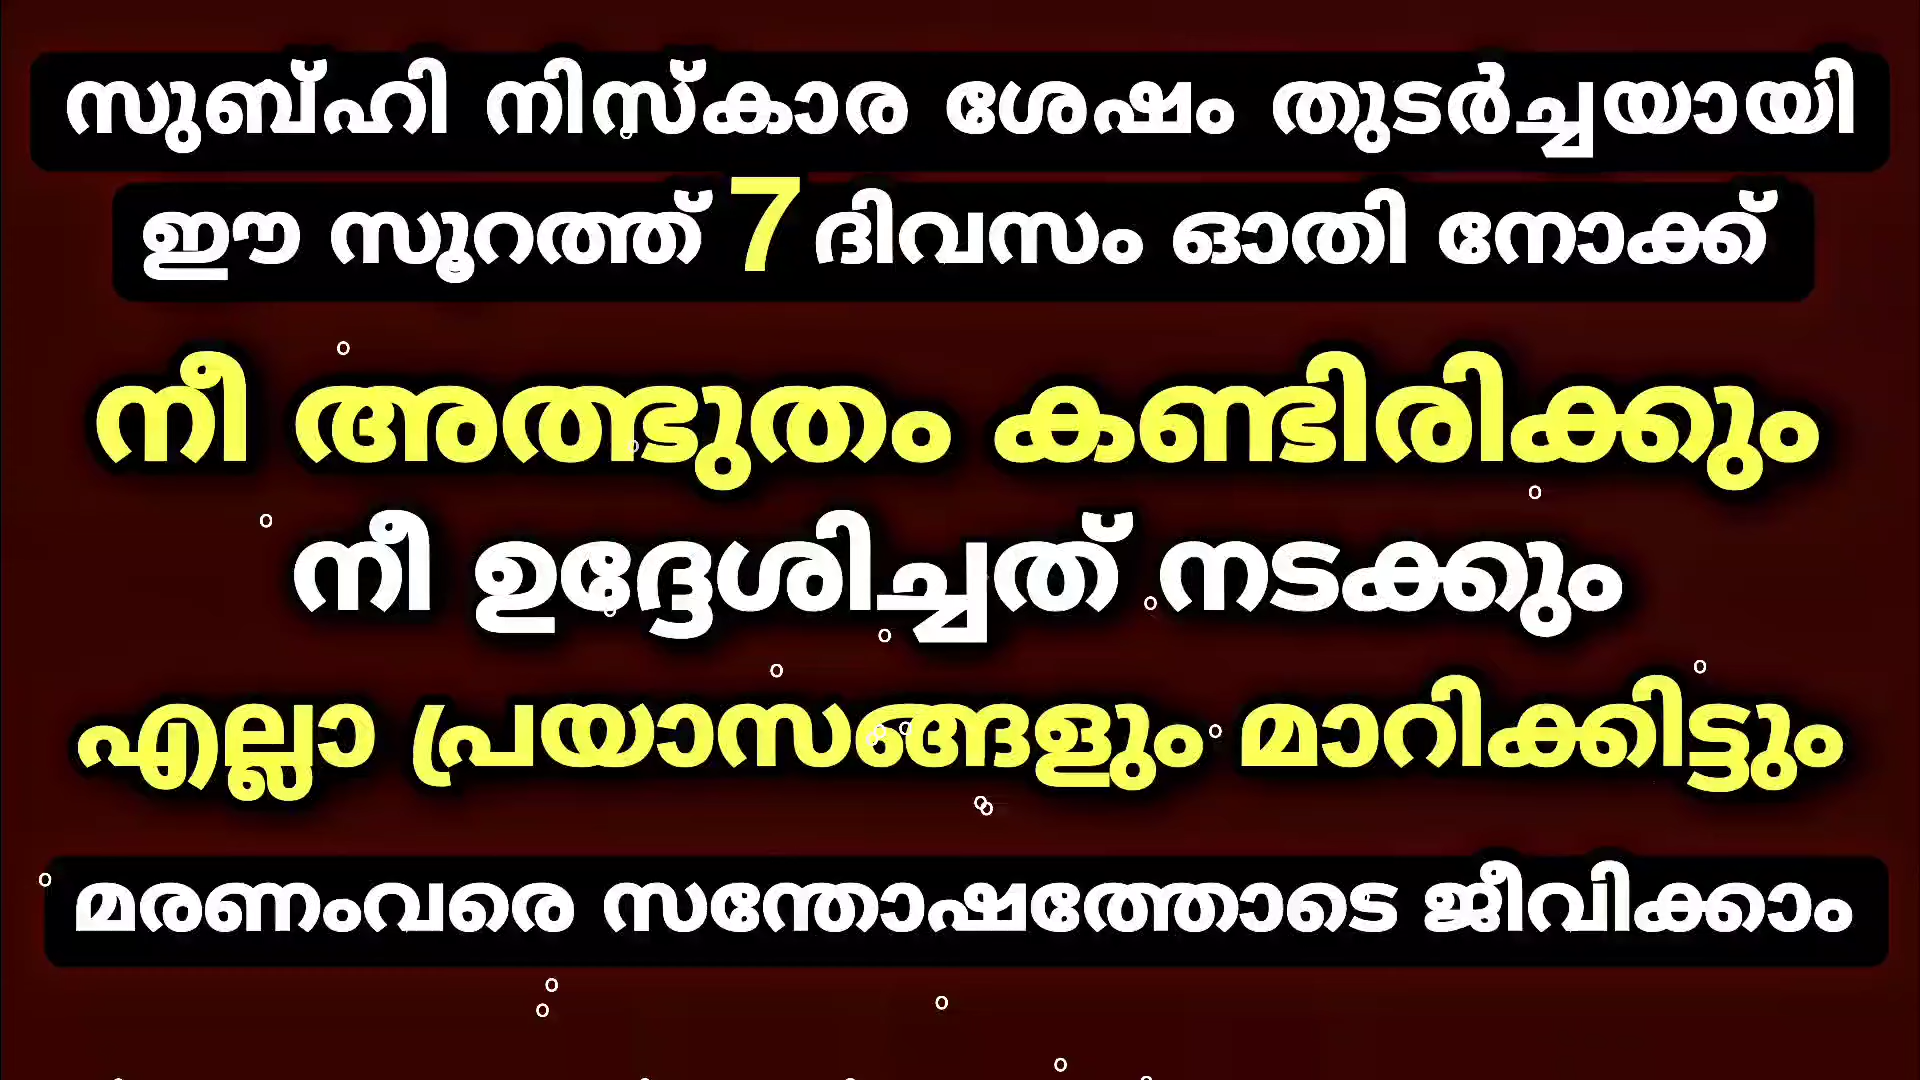 സുബ്ഹി നിസ്കാര ശേഷം തുടർച്ചയായി
ഈ സൂറത്ത് 7 ദിവസം ഓതി നോക്ക്
നീ അത്ഭുതം കണ്ടിരിക്കും
നീ ഉദ്ദേശിച്ചത് നടക്കും
എല്ലാ പ്രയാസങ്ങളും മാറിക്കിട്ടും
മരണംവരെ സന്തോഷത്തോടെ ജീവിക്കാം